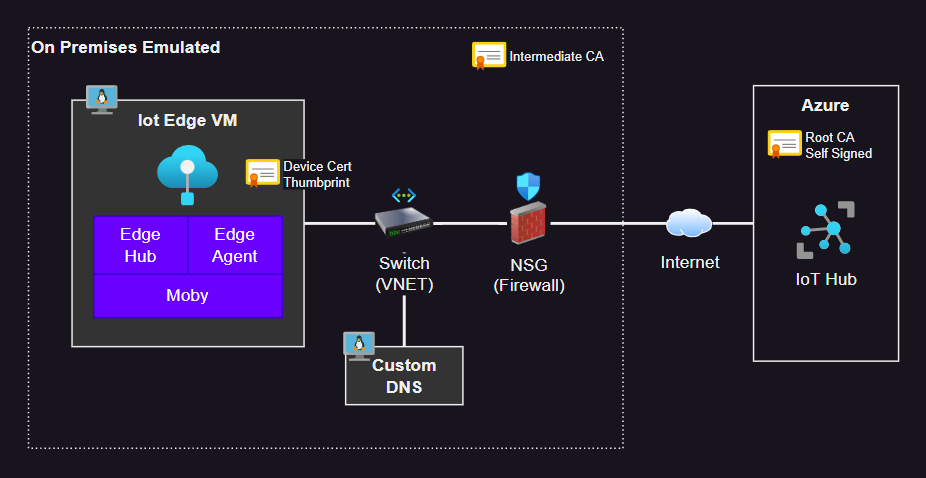 On Premises Emulated
Intermediate CA
Iot Edge VM
Device Cert
Thumbprint
Edge
Hub
Edge
Agent
Moby
Switch
(VNET)
NSG
(Firewall)
Custom
DNS
Internet
Azure
Root CA
Self Signed
IoT Hub